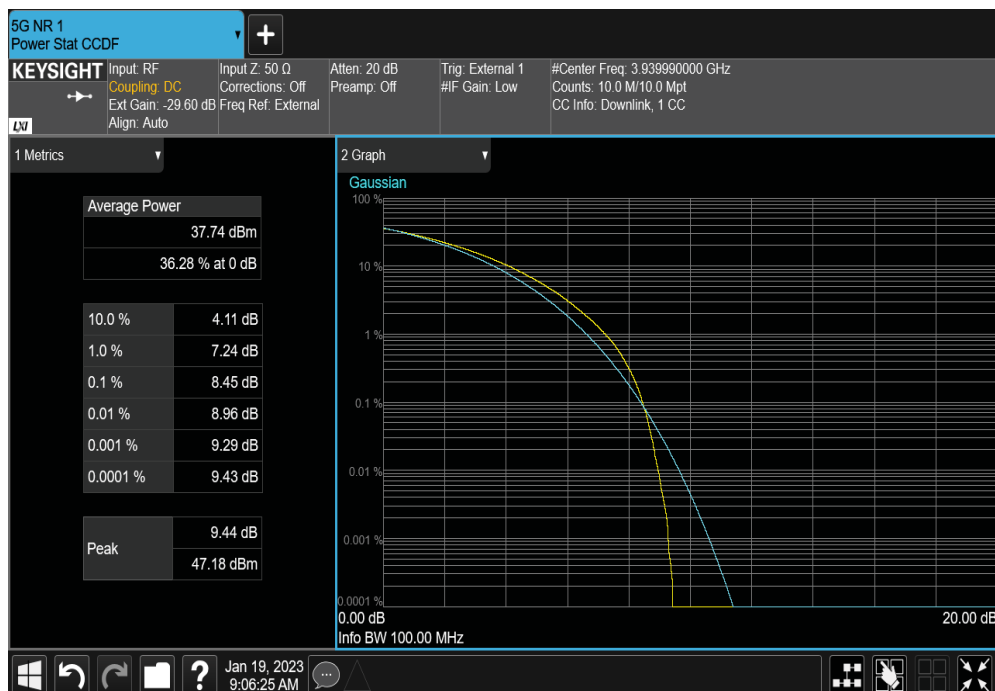 5G NR 1
Power Stat CCDF
KEYSIGHT
LXI
Input: RF
Coupling: DC
Ext Gain: -29.60 dB
Align: Auto
Input Z: 50 Ω
Corrections: Off
Freq Ref: External
Atten: 20 dB
Preamp: Off
Trig: External 1
#IF Gain: Low
#Center Freq: 3.939990000 GHz
Counts: 10.0 M/10.0 Mpt
CC Info: Downlink, 1 CC
1 Metrics
Average Power
37.74 dBm
36.28 % at 0 dB
10.0 % 4.11 dB
1.0 % 7.24 dB
0.1 % 8.45 dB
0.01 % 8.96 dB
0.001 % 9.29 dB
0.0001 % 9.43 dB
Peak
9.44 dB
47.18 dBm
2 Graph
Gaussian
100 %
10 %
1 %
0.1 %
0.01 %
0.001 %
0.0001 %
0.00 dB 20.00 dB
Info BW 100.00 MHz
?
Jan 19, 2023
9:06:25 AM